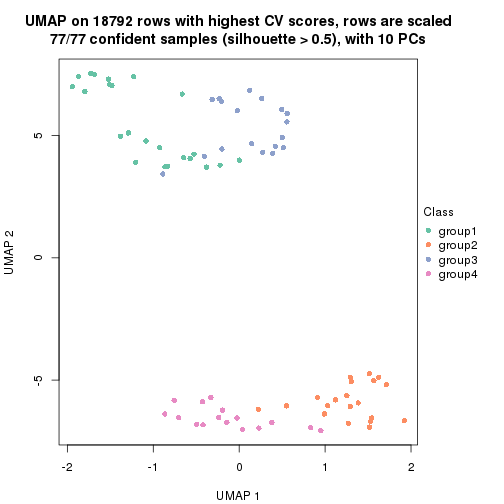 UMAP on 18792 rows with highest CV scores, rows are scaled
77/77 confident samples (silhouette > 0.5), with 10 PCs
5
0
-5
UMAP 2
-2
-1
0
1
2
UMAP 1
Class
group1
group2
group3
group4